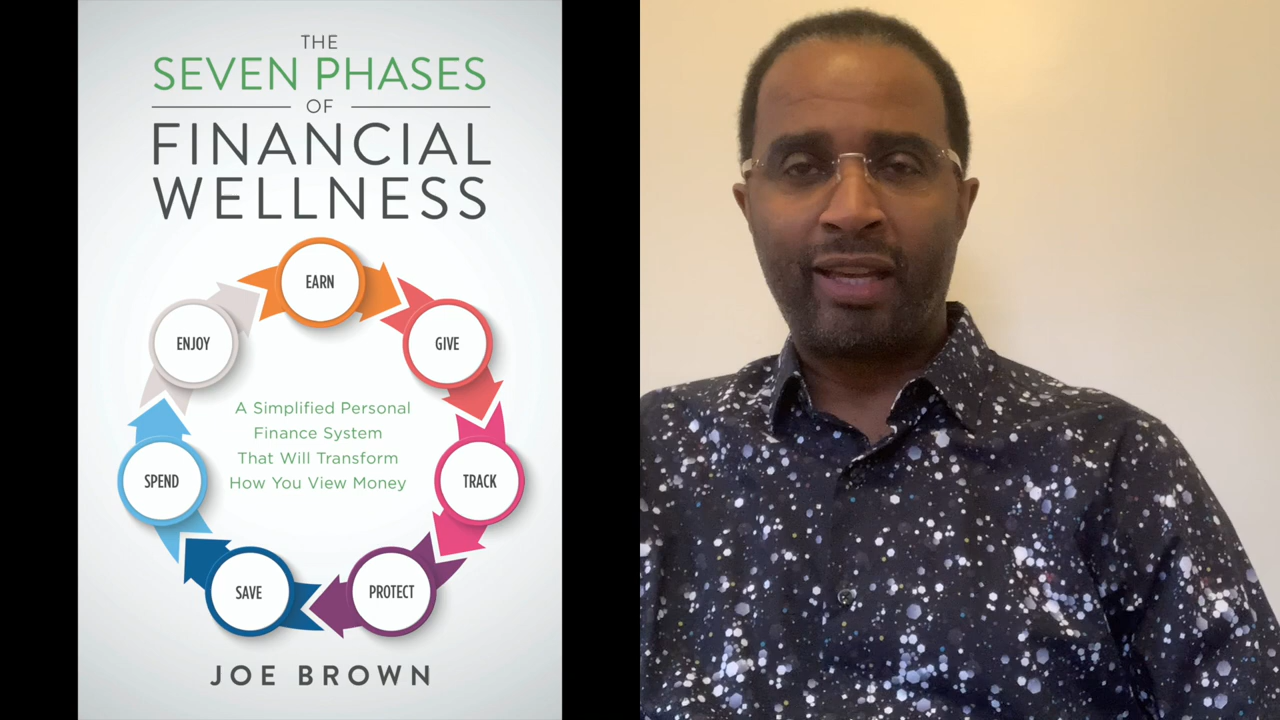 THE
SEVEN PHASES
OF
FINANCIAL
WELLNESS
EARN
GIVE
TRACK
PROTECT
SAVE
SPEND
ENJOY
A Simplified Personal
Finance System
That Will Transform
How You View Money
JOE BROWN